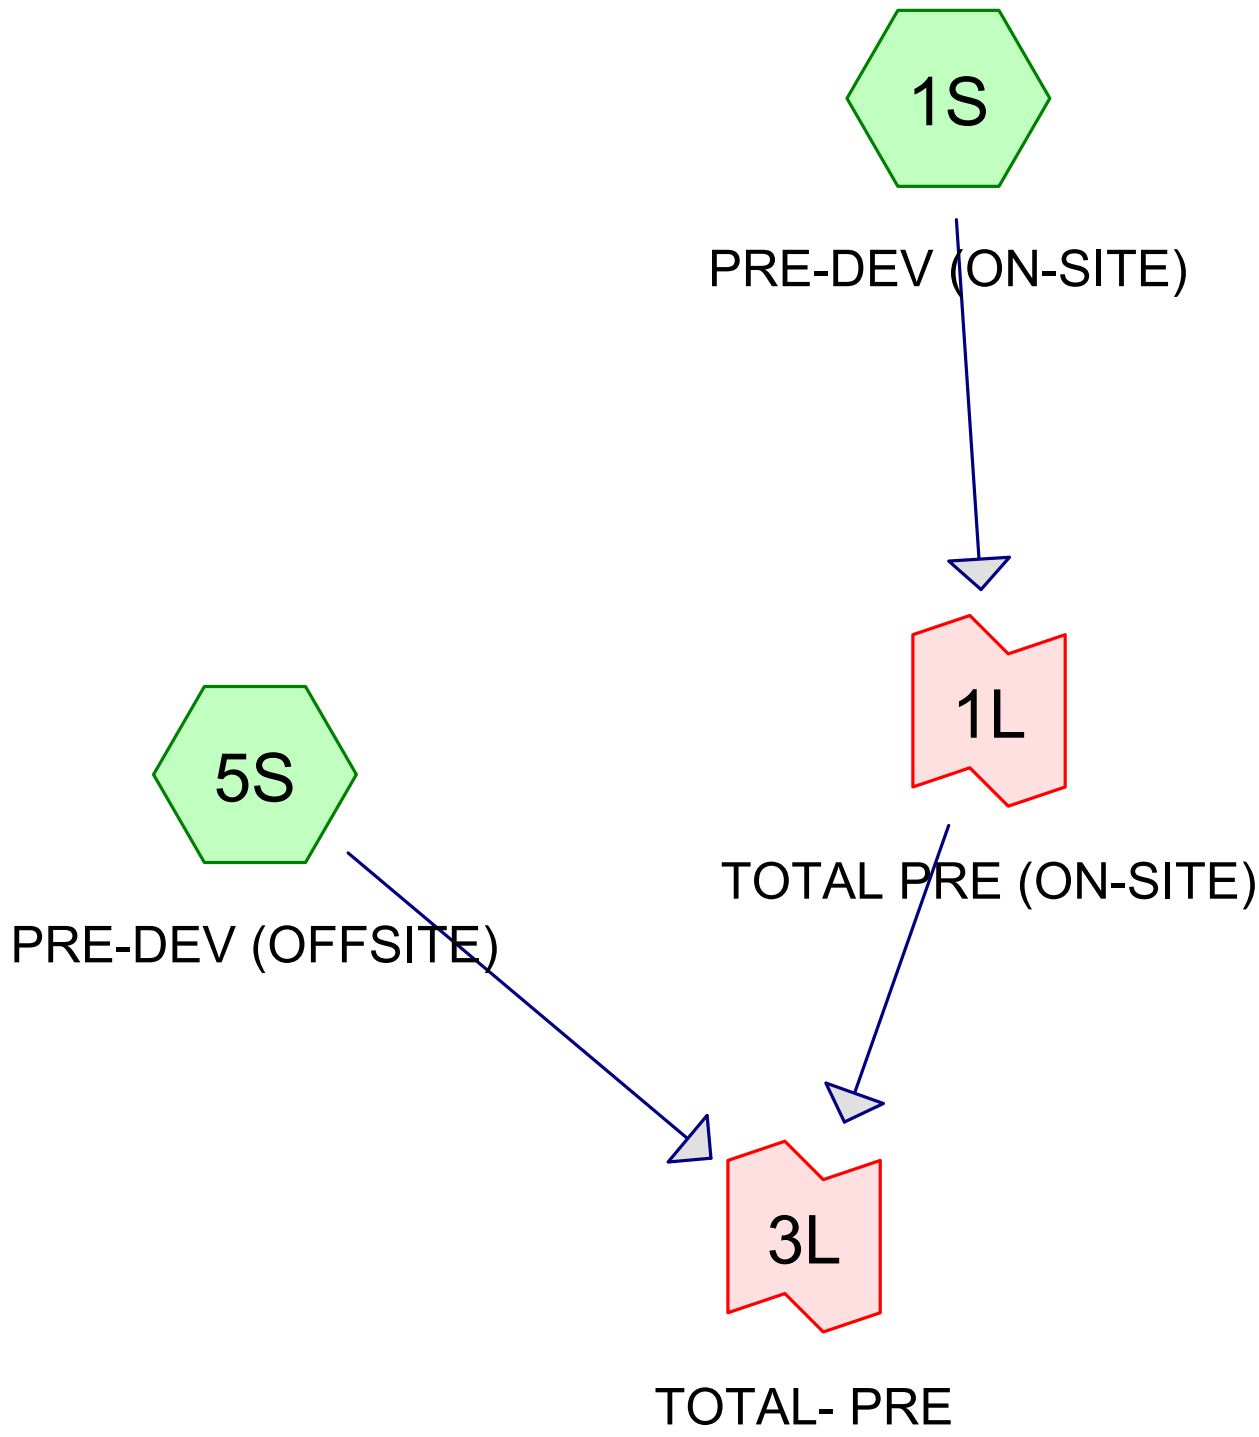 1S
PRE-DEV (ON-SITE)
1L
TOTAL PRE (ON-SITE)
5S
PRE-DEV (OFFSITE)
3L
TOTAL- PRE